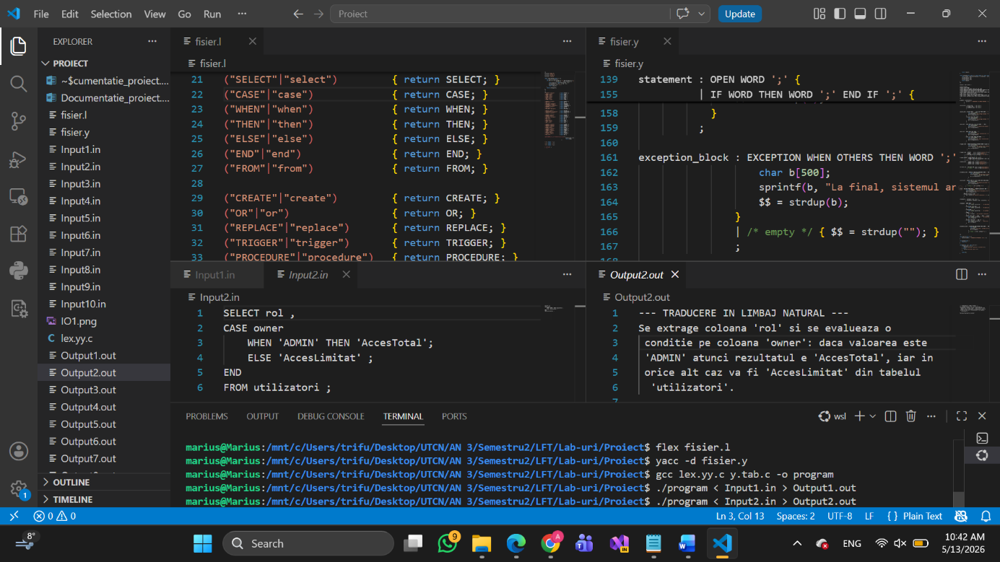 File Edit Selection View Go Run ··· Proiect Update
EXPLORER ···
PROIECT
~$cumentatie_proiect....
Documentatie_proiect....
fisier.l
fisier.y
Input1.in
Input2.in
Input3.in
Input4.in
Input5.in
Input6.in
Input7.in
Input8.in
Input9.in
Input10.in
IO1.png
C lex.yy.c
Output1.out
Output2.out
Output3.out
Output4.out
Output5.out
Output6.out
Output7.out
OUTLINE
TIMELINE
1
fisier.l
fisier.l
21 ("SELECT"|"select") { return SELECT; }
22 ("CASE"|"case") { return CASE; }
23 ("WHEN"|"when") { return WHEN; }
24 ("THEN"|"then") { return THEN; }
25 ("ELSE"|"else") { return ELSE; }
26 ("END"|"end") { return END; }
27 ("FROM"|"from") { return FROM; }
28
29 ("CREATE"|"create") { return CREATE; }
30 ("OR"|"or") { return OR; }
31 ("REPLACE"|"replace") { return REPLACE; }
32 ("TRIGGER"|"trigger") { return TRIGGER; }
33 ("PROCEDURE"|"procedure") { return PROCEDURE; }
fisier.y
fisier.y
139 statement : OPEN WORD ';' {
155 | IF WORD THEN WORD ';' END IF ';' {
158 }
159 ;
160
161 exception_block : EXCEPTION WHEN OTHERS THEN WORD ';'
162 char b[500];
163 sprintf(b, "La final, sistemul ar
164 $$ = strdup(b);
165 }
166 | /* empty */ { $$ = strdup(""); }
167 ;
168
Input1.in Input2.in
Input2.in
1 SELECT rol ,
2 CASE owner
3 WHEN 'ADMIN' THEN 'AccesTotal';
4 ELSE 'AccesLimitat' ;
5 END
6 FROM utilizatori ;
Output2.out
Output2.out
1 --- TRADUCERE IN LIMBAJ NATURAL ---
2 Se extrage coloana 'rol' si se evalueaza o
3 conditie pe coloana 'owner': daca valoarea este
4 'ADMIN' atunci rezultatul e 'AccesTotal', iar in
5 orice alt caz va fi 'AccesLimitat' din tabelul
6 'utilizatori'.
7
PROBLEMS OUTPUT DEBUG CONSOLE TERMINAL PORTS wsl
marius@Marius:/mnt/c/Users/trifu/Desktop/UTCN/AN 3/Semestru2/LFT/Lab-uri/Proiect$ flex fisier.l
marius@Marius:/mnt/c/Users/trifu/Desktop/UTCN/AN 3/Semestru2/LFT/Lab-uri/Proiect$ yacc -d fisier.y
marius@Marius:/mnt/c/Users/trifu/Desktop/UTCN/AN 3/Semestru2/LFT/Lab-uri/Proiect$ gcc lex.yy.c y.tab.c -o program
marius@Marius:/mnt/c/Users/trifu/Desktop/UTCN/AN 3/Semestru2/LFT/Lab-uri/Proiect$ ./program < Input1.in > Output1.out
marius@Marius:/mnt/c/Users/trifu/Desktop/UTCN/AN 3/Semestru2/LFT/Lab-uri/Proiect$ ./program < Input2.in > Output2.out
0 0 Ln 3, Col 13 Spaces: 2 UTF-8 LF { } Plain Text
8° Search 9 A ENG 10:42 AM
5/13/2026